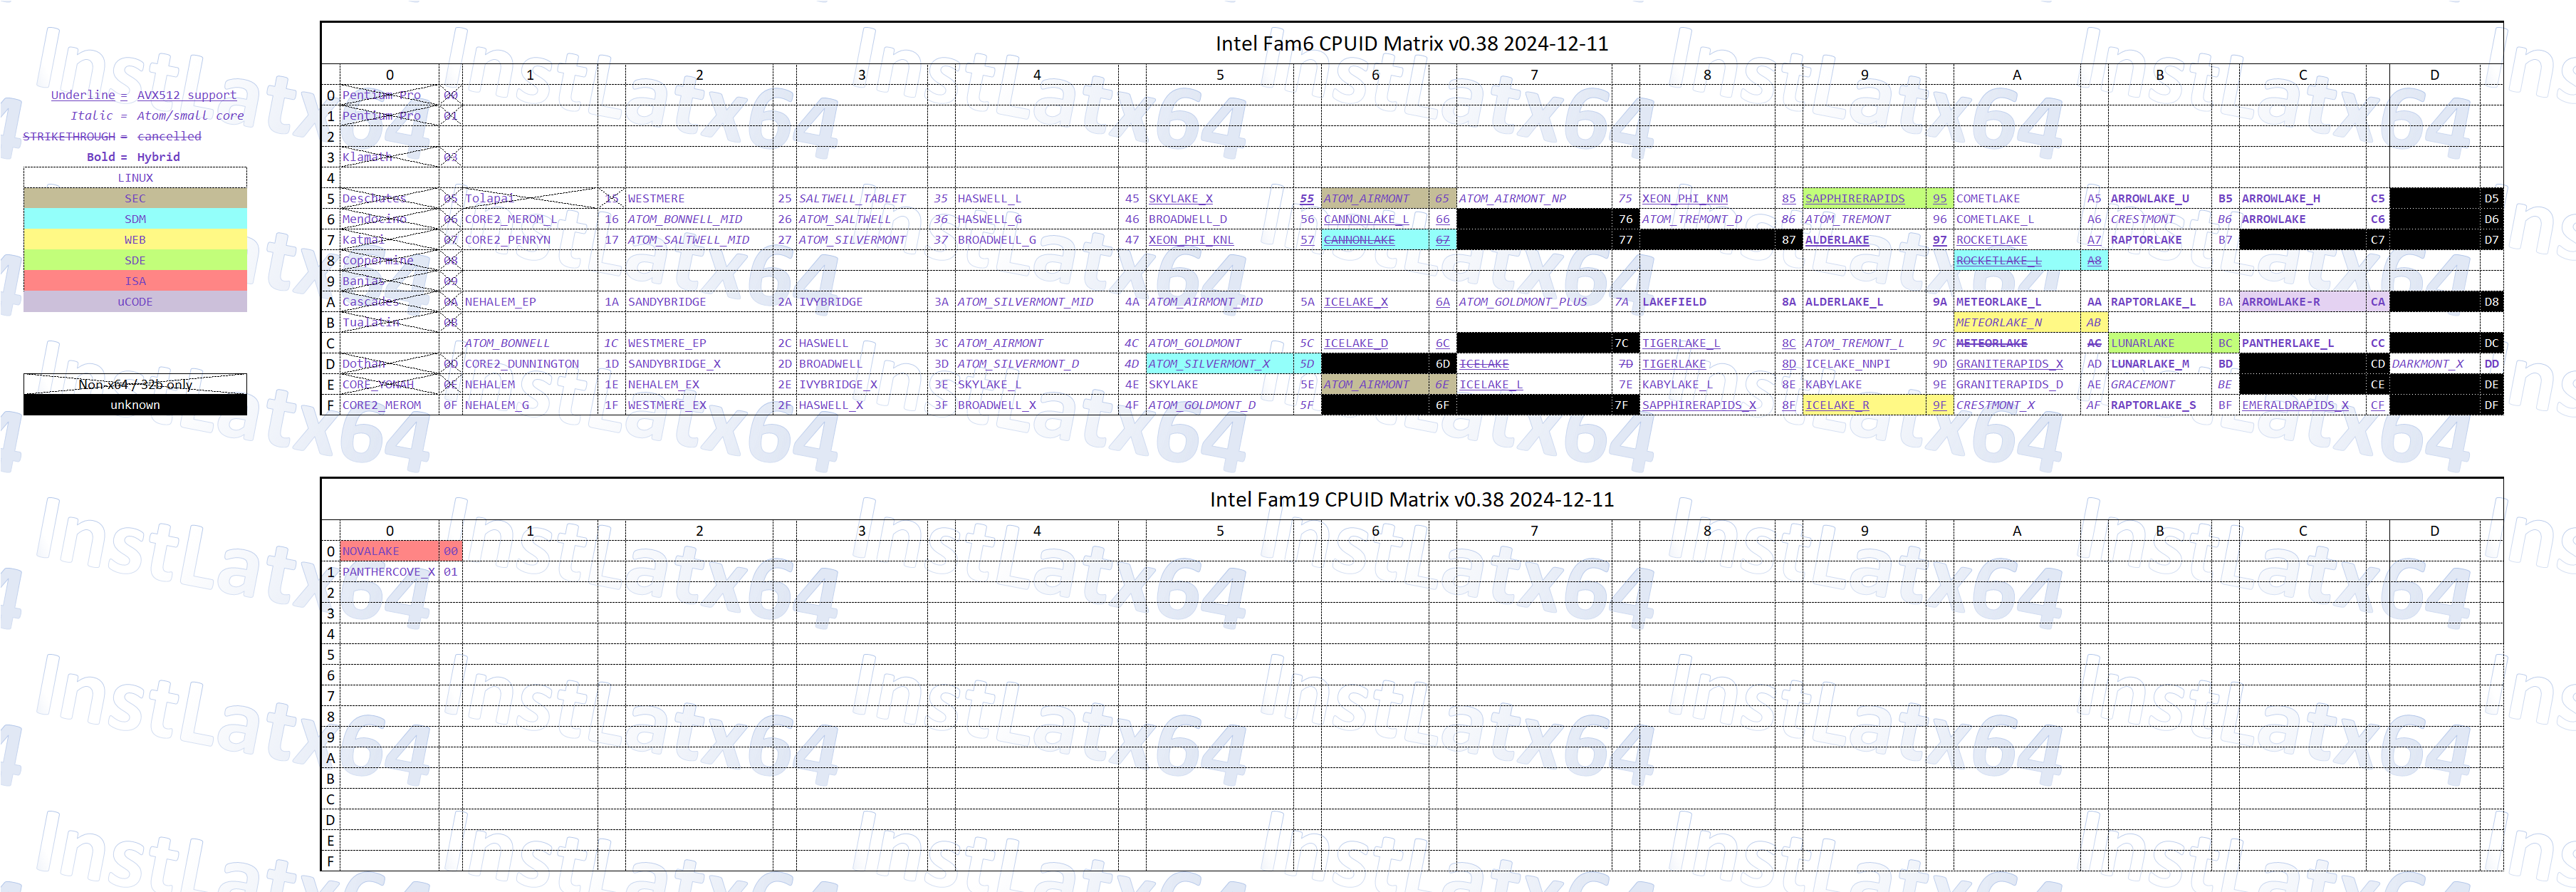 Intel Fam6 CPUID Matrix v0.38 2024-12-11
0 1 2 3 4 5 6 7 8 9 A B C D
Underline = AVX512 support
Italic = Atom/small core
STRIKETHROUGH = cancelled
Bold = Hybrid
LINUX
SEC
SDM
WEB
SDE
ISA
uCODE
Non-x64 / 32b only
unknown
0 Pentium Pro 00
1 Pentium Pro 01
2
3 Klamath 03
4
5 Deschutes 05 Tolapai 15 WESTMERE 25 SALTWELL_TABLET 35 HASWELL_L 45 SKYLAKE_X 55 ATOM_AIRMONT 65 ATOM_AIRMONT_NP 75 XEON_PHI_KNM 85 SAPPHIRERAPIDS 95 COMETLAKE A5 ARROWLAKE_U B5 ARROWLAKE_H C5 D5
6 Mendocino 06 CORE2_MEROM_L 16 ATOM_BONNELL_MID 26 ATOM_SALTWELL 36 HASWELL_G 46 BROADWELL_D 56 CANNONLAKE_L 66 76 ATOM_TREMONT_D 86 ATOM_TREMONT 96 COMETLAKE_L A6 CRESTMONT B6 ARROWLAKE C6 D6
7 Katmai 07 CORE2_PENRYN 17 ATOM_SALTWELL_MID 27 ATOM_SILVERMONT 37 BROADWELL_G 47 XEON_PHI_KNL 57 CANNONLAKE 67 77 87 ALDERLAKE 97 ROCKETLAKE A7 RAPTORLAKE B7 C7 D7
8 Coppermine 08 ROCKETLAKE_L A8
9 Banias 09
A Cascades 0A NEHALEM_EP 1A SANDYBRIDGE 2A IVYBRIDGE 3A ATOM_SILVERMONT_MID 4A ATOM_AIRMONT_MID 5A ICELAKE_X 6A ATOM_GOLDMONT_PLUS 7A LAKEFIELD 8A ALDERLAKE_L 9A METEORLAKE_L AA RAPTORLAKE_L BA ARROWLAKE-R CA D8
B Tualatin 0B METEORLAKE_N AB
C ATOM_BONNELL 1C WESTMERE_EP 2C HASWELL 3C ATOM_AIRMONT 4C ATOM_GOLDMONT 5C ICELAKE_D 6C 7C TIGERLAKE_L 8C ATOM_TREMONT_L 9C METEORLAKE AC LUNARLAKE BC PANTHERLAKE_L CC DC
D Dothan 0D CORE2_DUNNINGTON 1D SANDYBRIDGE_X 2D BROADWELL 3D ATOM_SILVERMONT_D 4D ATOM_SILVERMONT_X 5D 6D ICELAKE 7D TIGERLAKE 8D ICELAKE_NNPI 9D GRANITERAPIDS_X AD LUNARLAKE_M BD CD DARKMONT_X DD
E CORE_YONAH 0E NEHALEM 1E NEHALEM_EX 2E IVYBRIDGE_X 3E SKYLAKE_L 4E SKYLAKE 5E ATOM_AIRMONT 6E ICELAKE_L 7E KABYLAKE_L 8E KABYLAKE 9E GRANITERAPIDS_D AE GRACEMONT BE CE DE
F CORE2_MEROM 0F NEHALEM_G 1F WESTMERE_EX 2F HASWELL_X 3F BROADWELL_X 4F ATOM_GOLDMONT_D 5F 6F 7F SAPPHIRERAPIDS_X 8F ICELAKE_R 9F CRESTMONT_X AF RAPTORLAKE_S BF EMERALDRAPIDS_X CF DF
Intel Fam19 CPUID Matrix v0.38 2024-12-11
0 1 2 3 4 5 6 7 8 9 A B C D
0 NOVALAKE 00
1 PANTHERCOVE_X 01
2
3
4
5
6
7
8
9
A
B
C
D
E
F
InstLatx64